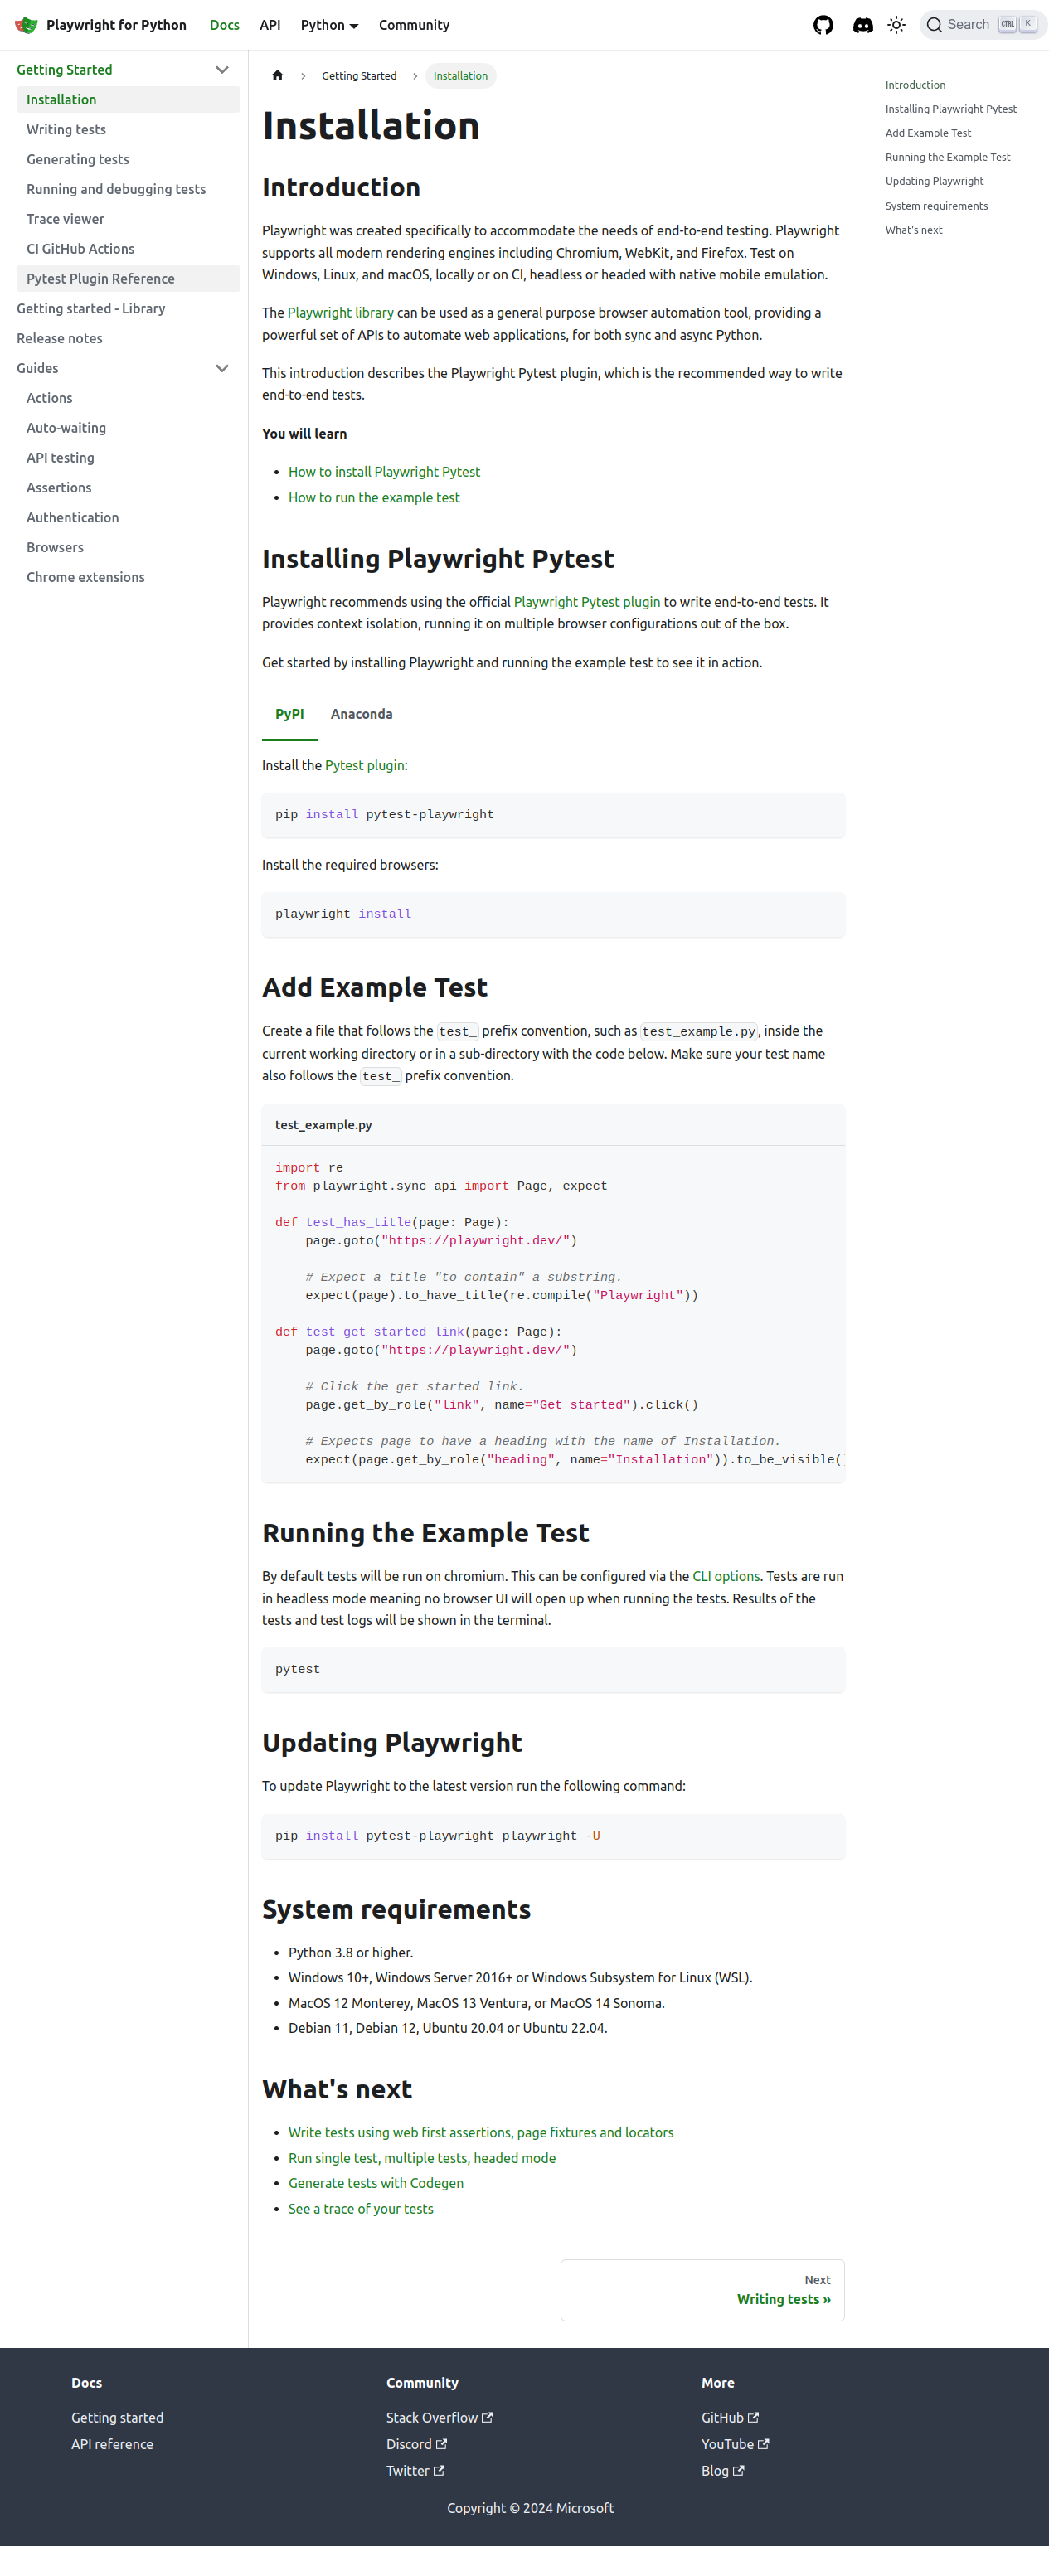 Playwright for Python
Docs
API
Python
Community
Search
CTRL
K
Getting Started
Installation
Writing tests
Generating tests
Running and debugging tests
Trace viewer
CI GitHub Actions
Pytest Plugin Reference
Getting started - Library
Release notes
Guides
Actions
Auto-waiting
API testing
Assertions
Authentication
Browsers
Chrome extensions
Getting Started
Installation
Installation
Introduction
Playwright was created specifically to accommodate the needs of end-to-end testing. Playwright
supports all modern rendering engines including Chromium, WebKit, and Firefox. Test on
Windows, Linux, and macOS, locally or on CI, headless or headed with native mobile emulation.
The Playwright library can be used as a general purpose browser automation tool, providing a
powerful set of APIs to automate web applications, for both sync and async Python.
This introduction describes the Playwright Pytest plugin, which is the recommended way to write
end-to-end tests.
You will learn
• How to install Playwright Pytest
• How to run the example test
Installing Playwright Pytest
Playwright recommends using the official Playwright Pytest plugin to write end-to-end tests. It
provides context isolation, running it on multiple browser configurations out of the box.
Get started by installing Playwright and running the example test to see it in action.
PyPI
Anaconda
Install the Pytest plugin:
pip install pytest-playwright
Install the required browsers:
playwright install
Add Example Test
Create a file that follows the test_ prefix convention, such as test_example.py, inside the
current working directory or in a sub-directory with the code below. Make sure your test name
also follows the test_ prefix convention.
test_example.py
import re
from playwright.sync_api import Page, expect
def test_has_title(page: Page):
    page.goto("https://playwright.dev/")
    # Expect a title "to contain" a substring.
    expect(page).to_have_title(re.compile("Playwright"))
def test_get_started_link(page: Page):
    page.goto("https://playwright.dev/")
    # Click the get started link.
    page.get_by_role("link", name="Get started").click()
    # Expects page to have a heading with the name of Installation.
    expect(page.get_by_role("heading", name="Installation")).to_be_visible()
Running the Example Test
By default tests will be run on chromium. This can be configured via the CLI options. Tests are run
in headless mode meaning no browser UI will open up when running the tests. Results of the
tests and test logs will be shown in the terminal.
pytest
Updating Playwright
To update Playwright to the latest version run the following command:
pip install pytest-playwright playwright -U
System requirements
• Python 3.8 or higher.
• Windows 10+, Windows Server 2016+ or Windows Subsystem for Linux (WSL).
• MacOS 12 Monterey, MacOS 13 Ventura, or MacOS 14 Sonoma.
• Debian 11, Debian 12, Ubuntu 20.04 or Ubuntu 22.04.
What's next
• Write tests using web first assertions, page fixtures and locators
• Run single test, multiple tests, headed mode
• Generate tests with Codegen
• See a trace of your tests
Next
Writing tests »
Introduction
Installing Playwright Pytest
Add Example Test
Running the Example Test
Updating Playwright
System requirements
What's next
Docs
Getting started
API reference
Community
Stack Overflow
Discord
Twitter
More
GitHub
YouTube
Blog
Copyright © 2024 Microsoft